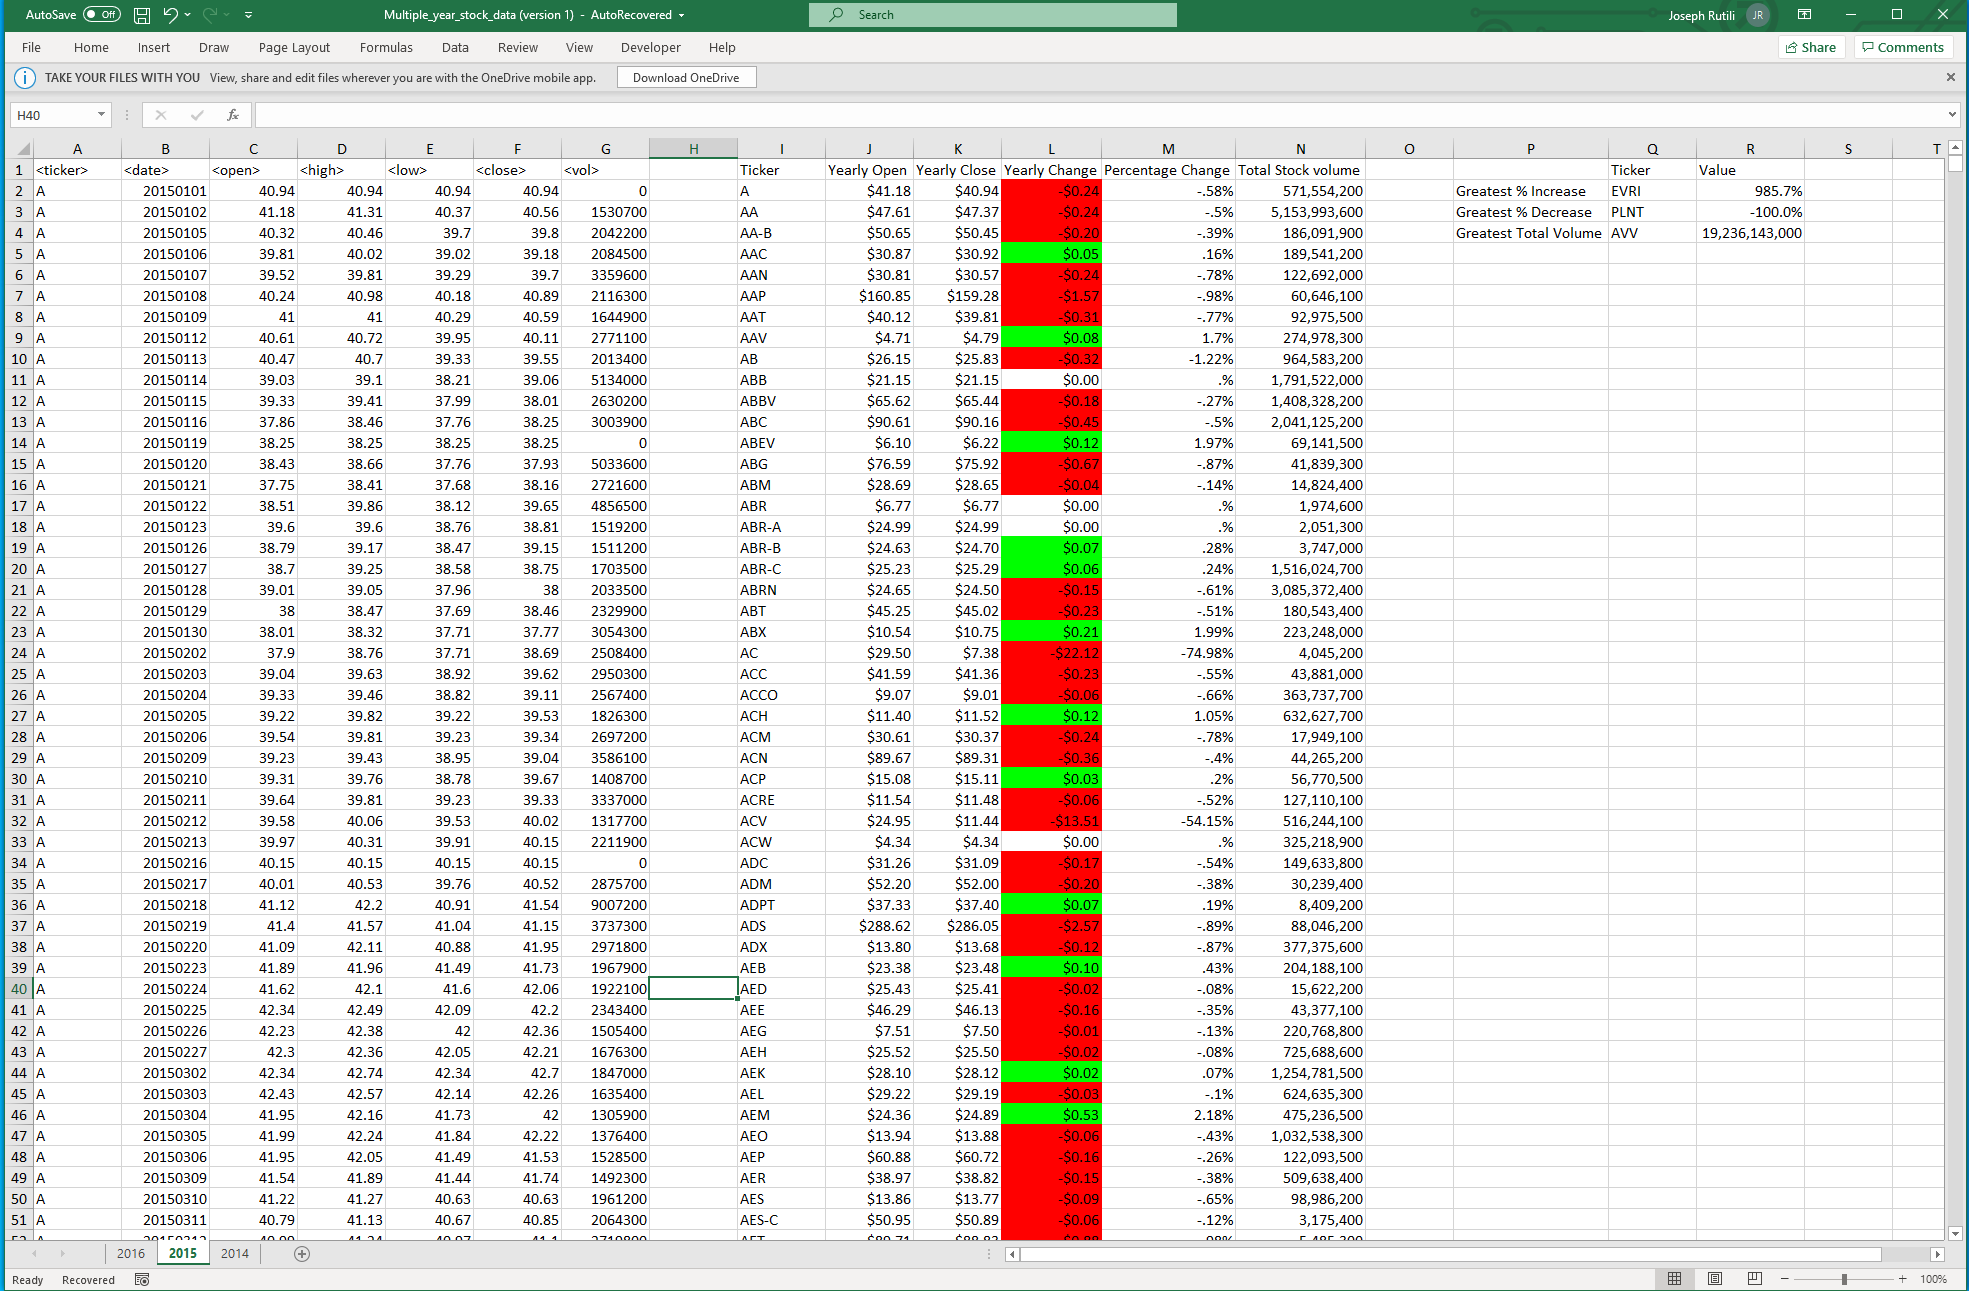 AutoSave Off Multiple_year_stock_data (version 1) - AutoRecovered Search Joseph Rutili JR
File Home Insert Draw Page Layout Formulas Data Review View Developer Help Share Comments
TAKE YOUR FILES WITH YOU View, share and edit files wherever you are with the OneDrive mobile app. Download OneDrive
H40 fx
A B C D E F G H I J K L M N O P Q R S T
1 <ticker> <date> <open> <high> <low> <close> <vol> Ticker Yearly Open Yearly Close Yearly Change Percentage Change Total Stock volume Ticker Value
2 A 20150101 40.94 40.94 40.94 40.94 0 A $41.18 $40.94 -$0.24 -.58% 571,554,200 Greatest % Increase EVRI 985.7%
3 A 20150102 41.18 41.31 40.37 40.56 1530700 AA $47.61 $47.37 -$0.24 -.5% 5,153,993,600 Greatest % Decrease PLNT -100.0%
4 A 20150105 40.32 40.46 39.7 39.8 2042200 AA-B $50.65 $50.45 -$0.20 -.39% 186,091,900 Greatest Total Volume AVV 19,236,143,000
5 A 20150106 39.81 40.02 39.02 39.18 2084500 AAC $30.87 $30.92 $0.05 .16% 189,541,200
6 A 20150107 39.52 39.81 39.29 39.7 3359600 AAN $30.81 $30.57 -$0.24 -.78% 122,692,000
7 A 20150108 40.24 40.98 40.18 40.89 2116300 AAP $160.85 $159.28 -$1.57 -.98% 60,646,100
8 A 20150109 41 41 40.29 40.59 1644900 AAT $40.12 $39.81 -$0.31 -.77% 92,975,500
9 A 20150112 40.61 40.72 39.95 40.11 2771100 AAV $4.71 $4.79 $0.08 1.7% 274,978,300
10 A 20150113 40.47 40.7 39.33 39.55 2013400 AB $26.15 $25.83 -$0.32 -1.22% 964,583,200
11 A 20150114 39.03 39.1 38.21 39.06 5134000 ABB $21.15 $21.15 $0.00 .% 1,791,522,000
12 A 20150115 39.33 39.41 37.99 38.01 2630200 ABBV $65.62 $65.44 -$0.18 -.27% 1,408,328,200
13 A 20150116 37.86 38.46 37.76 38.25 3003900 ABC $90.61 $90.16 -$0.45 -.5% 2,041,125,200
14 A 20150119 38.25 38.25 38.25 38.25 0 ABEV $6.10 $6.22 $0.12 1.97% 69,141,500
15 A 20150120 38.43 38.66 37.76 37.93 5033600 ABG $76.59 $75.92 -$0.67 -.87% 41,839,300
16 A 20150121 37.75 38.41 37.68 38.16 2721600 ABM $28.69 $28.65 -$0.04 -.14% 14,824,400
17 A 20150122 38.51 39.86 38.12 39.65 4856500 ABR $6.77 $6.77 $0.00 .% 1,974,600
18 A 20150123 39.6 39.6 38.76 38.81 1519200 ABR-A $24.99 $24.99 $0.00 .% 2,051,300
19 A 20150126 38.79 39.17 38.47 39.15 1511200 ABR-B $24.63 $24.70 $0.07 .28% 3,747,000
20 A 20150127 38.7 39.25 38.58 38.75 1703500 ABR-C $25.23 $25.29 $0.06 .24% 1,516,024,700
21 A 20150128 39.01 39.05 37.96 38 2033500 ABRN $24.65 $24.50 -$0.15 -.61% 3,085,372,400
22 A 20150129 38 38.47 37.69 38.46 2329900 ABT $45.25 $45.02 -$0.23 -.51% 180,543,400
23 A 20150130 38.01 38.32 37.71 37.77 3054300 ABX $10.54 $10.75 $0.21 1.99% 223,248,000
24 A 20150202 37.9 38.76 37.71 38.69 2508400 AC $29.50 $7.38 -$22.12 -74.98% 4,045,200
25 A 20150203 39.04 39.63 38.92 39.62 2950300 ACC $41.59 $41.36 -$0.23 -.55% 43,881,000
26 A 20150204 39.33 39.46 38.82 39.11 2567400 ACCO $9.07 $9.01 -$0.06 -.66% 363,737,700
27 A 20150205 39.22 39.82 39.22 39.53 1826300 ACH $11.40 $11.52 $0.12 1.05% 632,627,700
28 A 20150206 39.54 39.81 39.23 39.34 2697200 ACM $30.61 $30.37 -$0.24 -.78% 17,949,100
29 A 20150209 39.23 39.43 38.95 39.04 3586100 ACN $89.67 $89.31 -$0.36 -.4% 44,265,200
30 A 20150210 39.31 39.76 38.78 39.67 1408700 ACP $15.08 $15.11 $0.03 .2% 56,770,500
31 A 20150211 39.64 39.81 39.23 39.33 3337000 ACRE $11.54 $11.48 -$0.06 -.52% 127,110,100
32 A 20150212 39.58 40.06 39.53 40.02 1317700 ACV $24.95 $11.44 -$13.51 -54.15% 516,244,100
33 A 20150213 39.97 40.31 39.91 40.15 2211900 ACW $4.34 $4.34 $0.00 .% 325,218,900
34 A 20150216 40.15 40.15 40.15 40.15 0 ADC $31.26 $31.09 -$0.17 -.54% 149,633,800
35 A 20150217 40.01 40.53 39.76 40.52 2875700 ADM $52.20 $52.00 -$0.20 -.38% 30,239,400
36 A 20150218 41.12 42.2 40.91 41.54 9007200 ADPT $37.33 $37.40 $0.07 .19% 8,409,200
37 A 20150219 41.4 41.57 41.04 41.15 3737300 ADS $288.62 $286.05 -$2.57 -.89% 88,046,200
38 A 20150220 41.09 42.11 40.88 41.95 2971800 ADX $13.80 $13.68 -$0.12 -.87% 377,375,600
39 A 20150223 41.89 41.96 41.49 41.73 1967900 AEB $23.38 $23.48 $0.10 .43% 204,188,100
40 A 20150224 41.62 42.1 41.6 42.06 1922100 AED $25.43 $25.41 -$0.02 -.08% 15,622,200
41 A 20150225 42.34 42.49 42.09 42.2 2343400 AEE $46.29 $46.13 -$0.16 -.35% 43,377,100
42 A 20150226 42.23 42.38 42 42.36 1505400 AEG $7.51 $7.50 -$0.01 -.13% 220,768,800
43 A 20150227 42.3 42.36 42.05 42.21 1676300 AEH $25.52 $25.50 -$0.02 -.08% 725,688,600
44 A 20150302 42.34 42.74 42.34 42.7 1847000 AEK $28.10 $28.12 $0.02 .07% 1,254,781,500
45 A 20150303 42.43 42.57 42.14 42.26 1635400 AEL $29.22 $29.19 -$0.03 -.1% 624,635,300
46 A 20150304 41.95 42.16 41.73 42 1305900 AEM $24.36 $24.89 $0.53 2.18% 475,236,500
47 A 20150305 41.99 42.24 41.84 42.22 1376400 AEO $13.94 $13.88 -$0.06 -.43% 1,032,538,300
48 A 20150306 41.95 42.05 41.49 41.53 1528500 AEP $60.88 $60.72 -$0.16 -.26% 122,093,500
49 A 20150309 41.54 41.89 41.44 41.74 1492300 AER $38.97 $38.82 -$0.15 -.38% 509,638,400
50 A 20150310 41.22 41.27 40.63 40.63 1961200 AES $13.86 $13.77 -$0.09 -.65% 98,986,200
51 A 20150311 40.79 41.13 40.67 40.85 2064300 AES-C $50.95 $50.89 -$0.06 -.12% 3,175,400
2016 2015 2014
Ready Recovered 100%